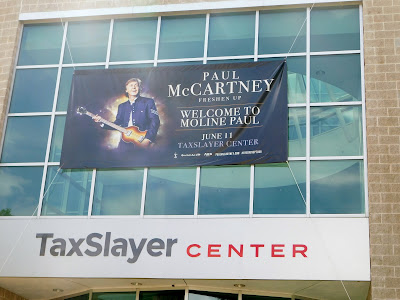 PAUL
McCARTNEY
FRESHEN UP
WELCOME TO
MOLINE PAUL
JUNE 11
TAXSLAYER CENTER
TaxSlayer CENTER